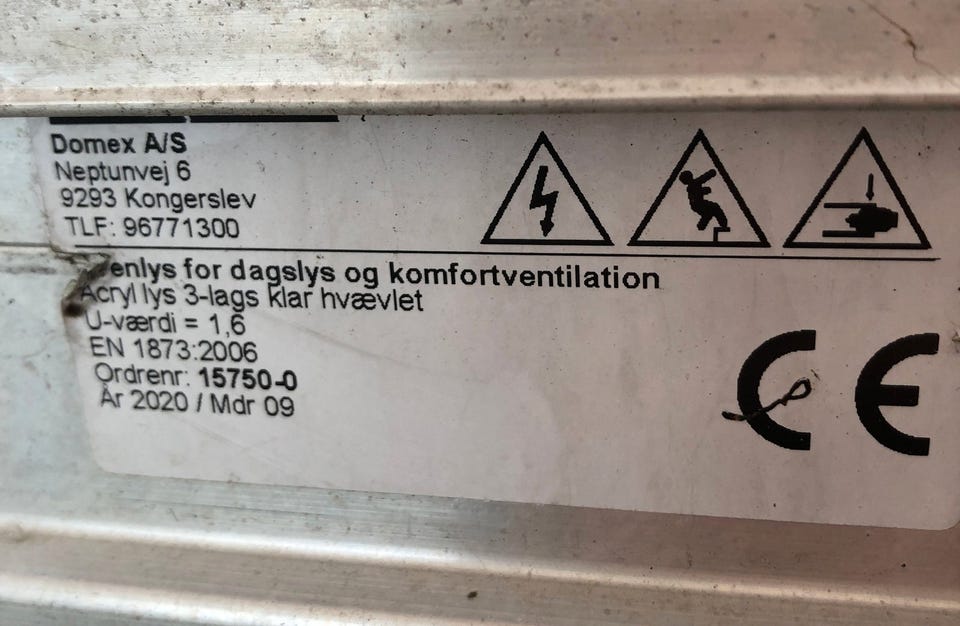 Domex A/S
Neptunvej 6
9293 Kongerslev
TLF: 96771300
for dagslys og komfortventilation
Acryl lys 3-lags klar hvævlet
U-værdi = 1,6
EN 1873:2006
Ordrenr: 15750-0
År 2020 / Mdr 09
CE